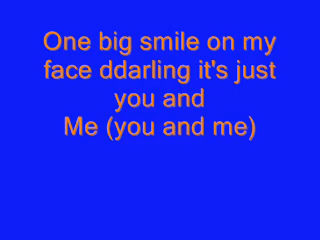 One big smile on my
face ddarling it's just
you and
Me (you and me)